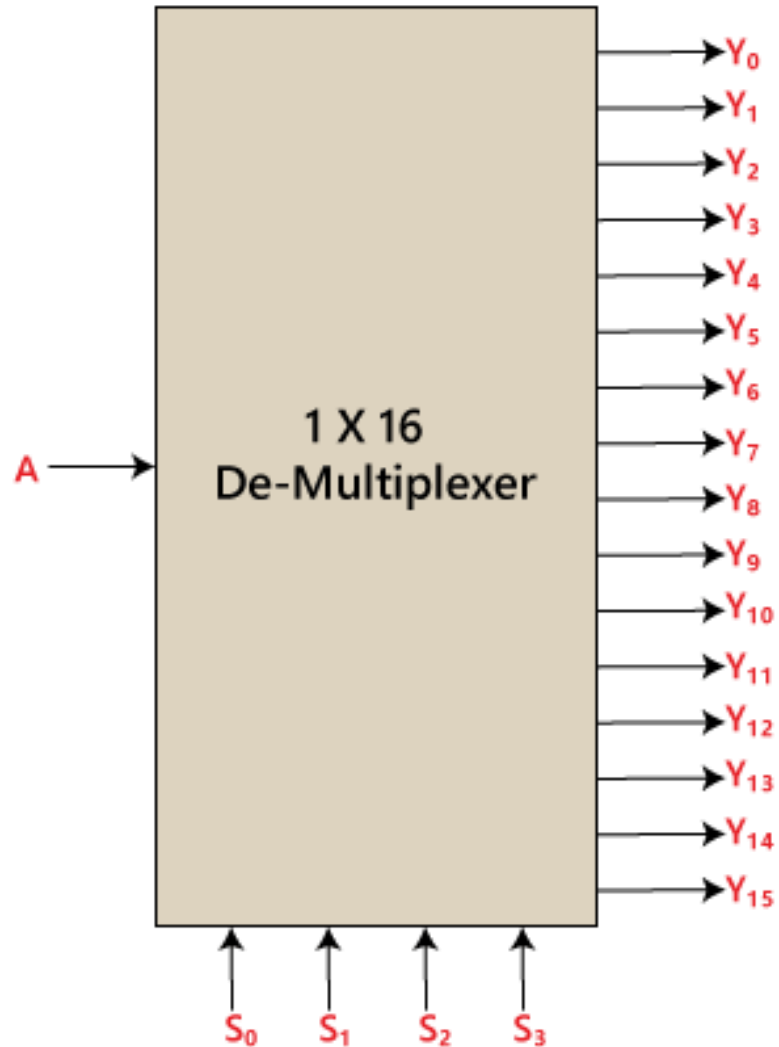 Y₀
Y₁
Y₂
Y₃
Y₄
Y₅
Y₆
1 X 16
De-Multiplexer
A
Y₇
Y₈
Y₉
Y₁₀
Y₁₁
Y₁₂
Y₁₃
Y₁₄
Y₁₅
S₀ S₁ S₂ S₃